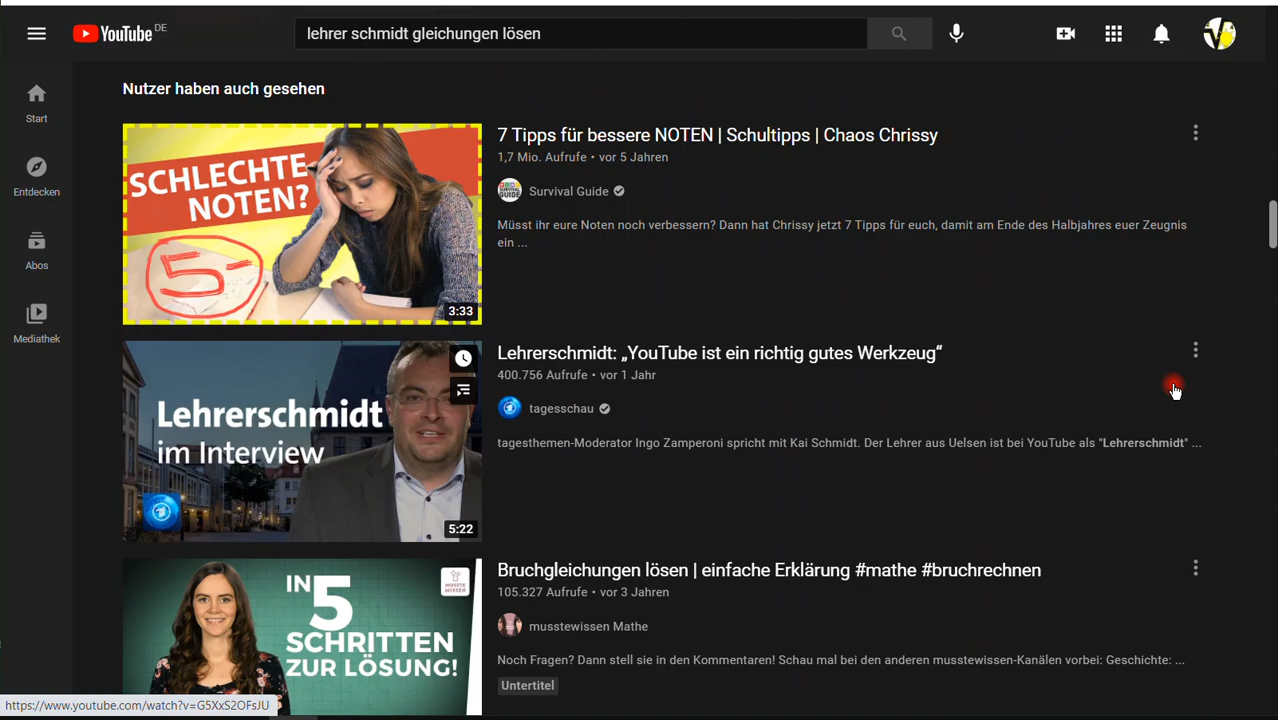 YouTube DE
lehrer schmidt gleichungen lösen
Start
Entdecken
Abos
Mediathek
Nutzer haben auch gesehen
SCHLECHTE
NOTEN?
5-
3:33
7 Tipps für bessere NOTEN | Schultipps | Chaos Chrissy
1,7 Mio. Aufrufe • vor 5 Jahren
SURVIVAL GUIDE
Survival Guide
Müsst ihr eure Noten noch verbessern? Dann hat Chrissy jetzt 7 Tipps für euch, damit am Ende des Halbjahres euer Zeugnis
ein ...
Lehrerschmidt
im Interview
5:22
Lehrerschmidt: „YouTube ist ein richtig gutes Werkzeug“
400.756 Aufrufe • vor 1 Jahr
tagesschau
tagesthemen-Moderator Ingo Zamperoni spricht mit Kai Schmidt. Der Lehrer aus Uelsen ist bei YouTube als "Lehrerschmidt" ...
IN
5
SCHRITTEN
ZUR LÖSUNG!
MUSSTE
WISSEN
Bruchgleichungen lösen | einfache Erklärung #mathe #bruchrechnen
105.327 Aufrufe • vor 3 Jahren
musstewissen Mathe
Noch Fragen? Dann stell sie in den Kommentaren! Schau mal bei den anderen musstewissen-Kanälen vorbei: Geschichte: ...
Untertitel
https://www.youtube.com/watch?v=G5XxS2OFsJU